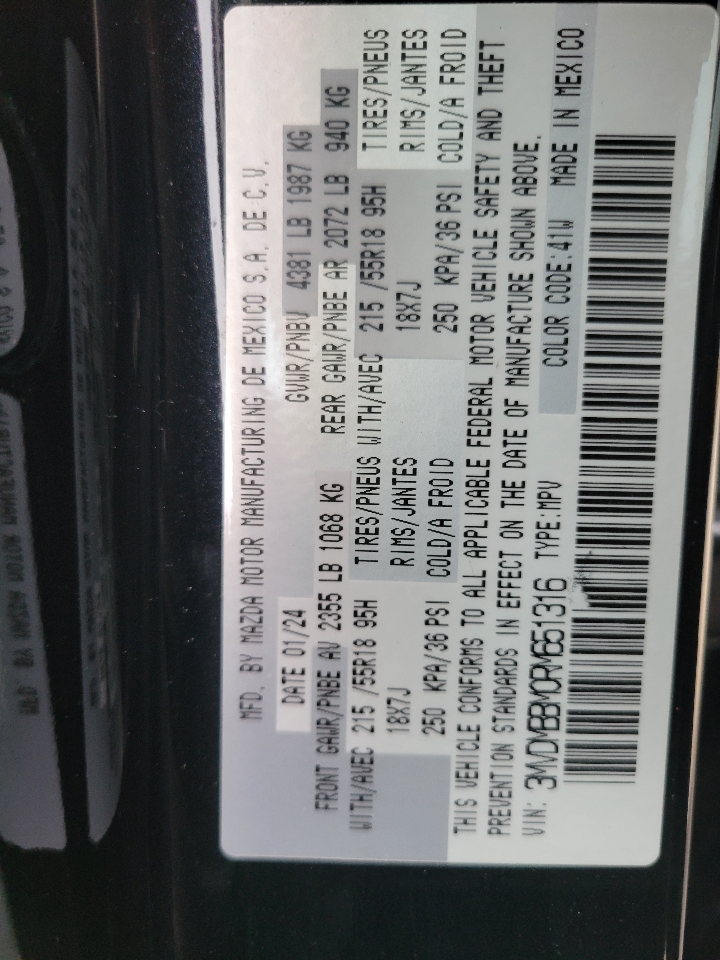 MFD. BY MAZDA MOTOR MANUFACTURING DE MEXICO S.A. DE C.V.
DATE 01/24 GVWR/PNBV 4381 LB 1987 KG
FRONT GAWR/PNBE AV 2355 LB 1068 KG REAR GAWR/PNBE AR 2072 LB 940 KG
WITH/AVEC 215 /55R18 95H TIRES/PNEUS WITH/AVEC 215 /55R18 95H TIRES/PNEUS
18X7J RIMS/JANTES 18X7J RIMS/JANTES
250 KPA/36 PSI COLD/A FROID 250 KPA/36 PSI COLD/A FROID
THIS VEHICLE CONFORMS TO ALL APPLICABLE FEDERAL MOTOR VEHICLE SAFETY AND THEFT
PREVENTION STANDARDS IN EFFECT ON THE DATE OF MANUFACTURE SHOWN ABOVE.
VIN: 3MVDMBBM0RM651316 TYPE:MPV COLOR CODE:41W MADE IN MEXICO